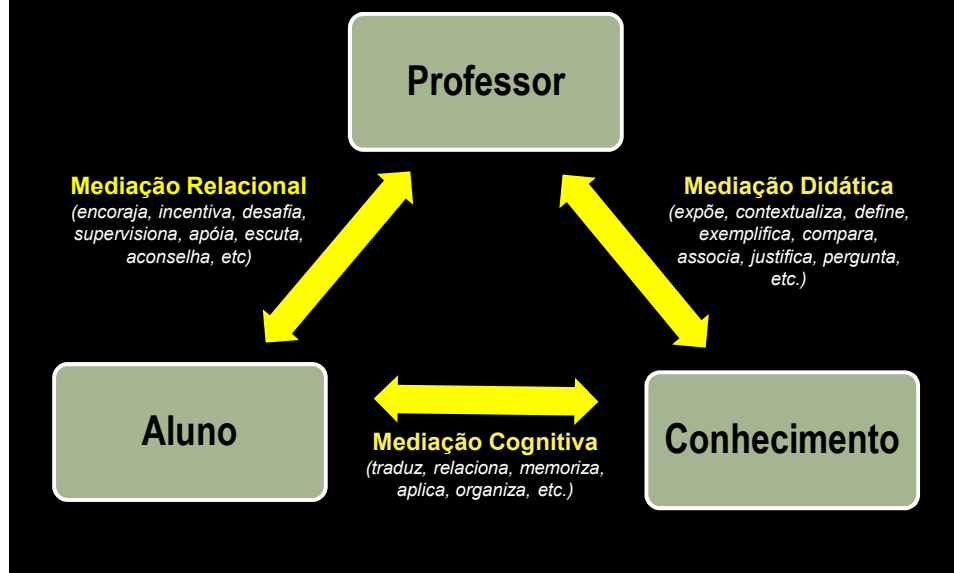 Professor
Mediação Relacional
(encoraja, incentiva, desafia,
supervisiona, apóia, escuta,
aconselha, etc)
Mediação Didática
(expõe, contextualiza, define,
exemplifica, compara,
associa, justifica, pergunta,
etc.)
Aluno
Mediação Cognitiva
(traduz, relaciona, memoriza,
aplica, organiza, etc.)
Conhecimento